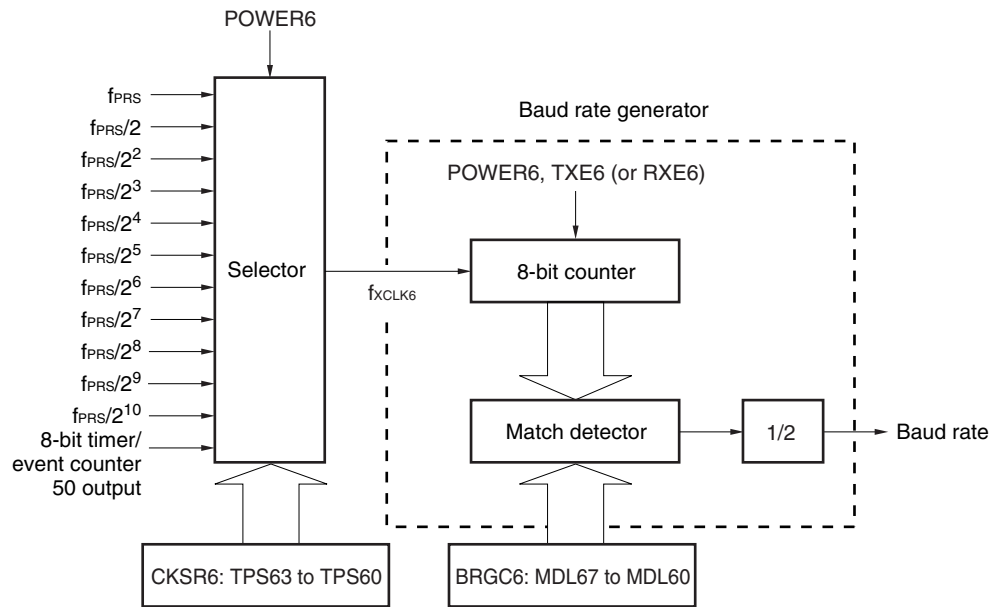 POWER6
fPRS
fPRS/2
fPRS/2²
fPRS/2³
fPRS/2⁴
fPRS/2⁵
fPRS/2⁶
fPRS/2⁷
fPRS/2⁸
fPRS/2⁹
fPRS/2¹⁰
8-bit timer/
event counter
50 output
Selector
fXCLK6
Baud rate generator
POWER6, TXE6 (or RXE6)
8-bit counter
Match detector
1/2
Baud rate
CKSR6: TPS63 to TPS60
BRGC6: MDL67 to MDL60